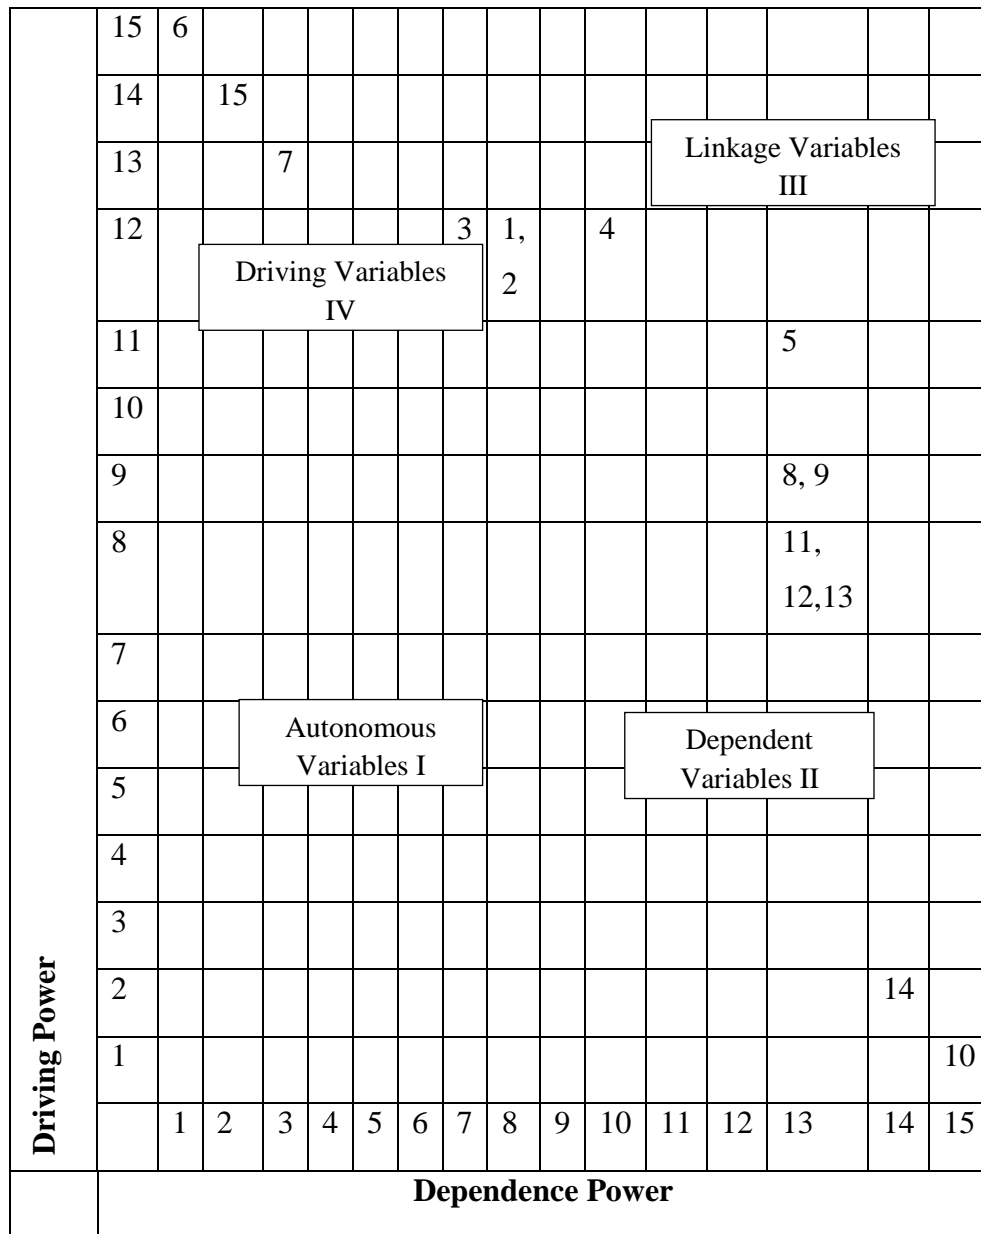 15 6
14 15
Linkage Variables
13 7
III
12 3 1, 4
2
Driving Variables
IV
11 5
10
9 8, 9
8 11,
12,13
7
6
Autonomous
Variables I
Dependent
Variables II
5
4
3
2 14
1 10
Driving Power
1 2 3 4 5 6 7 8 9 10 11 12 13 14 15
Dependence Power